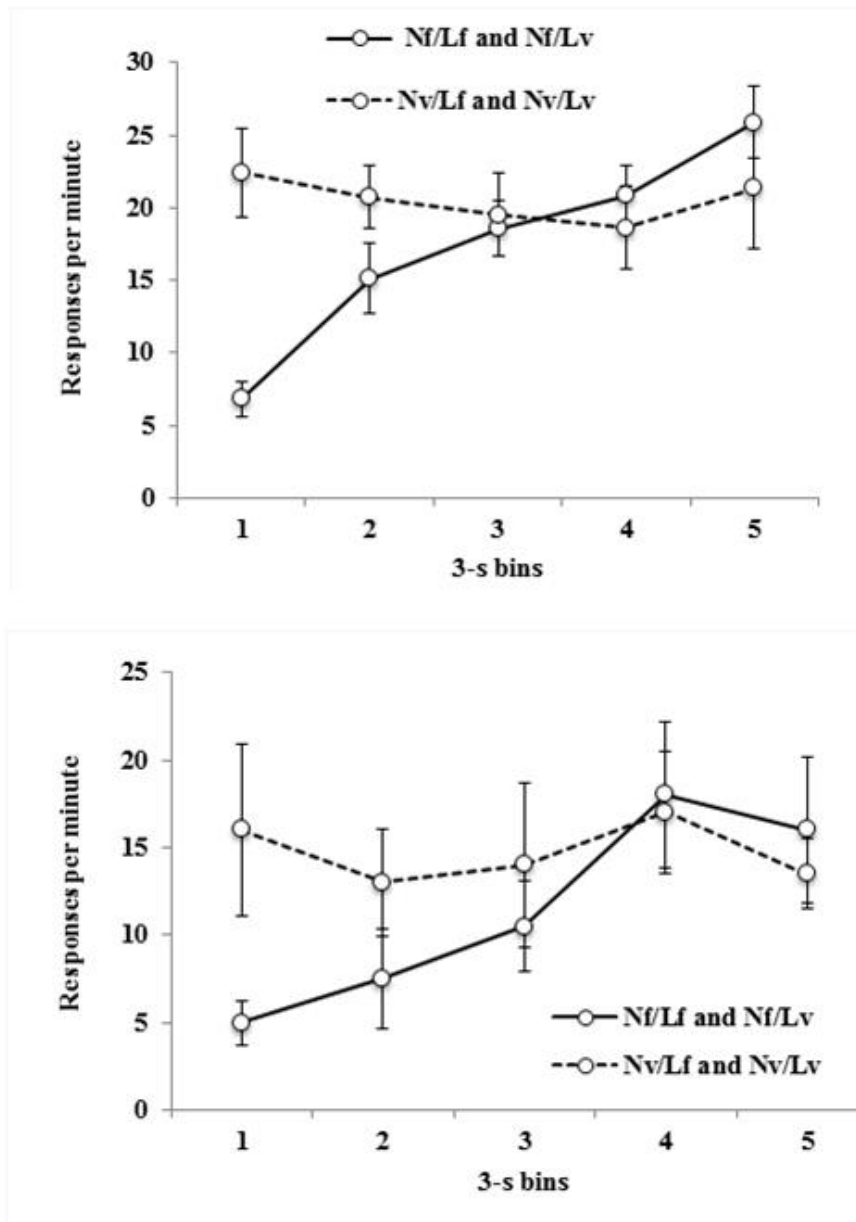 Nf/Lf and Nf/Lv
Nv/Lf and Nv/Lv
30
25
20
15
10
5
0
Responses per minute
1 2 3 4 5
3-s bins
25
20
15
10
5
0
Responses per minute
Nf/Lf and Nf/Lv
Nv/Lf and Nv/Lv
1 2 3 4 5
3-s bins